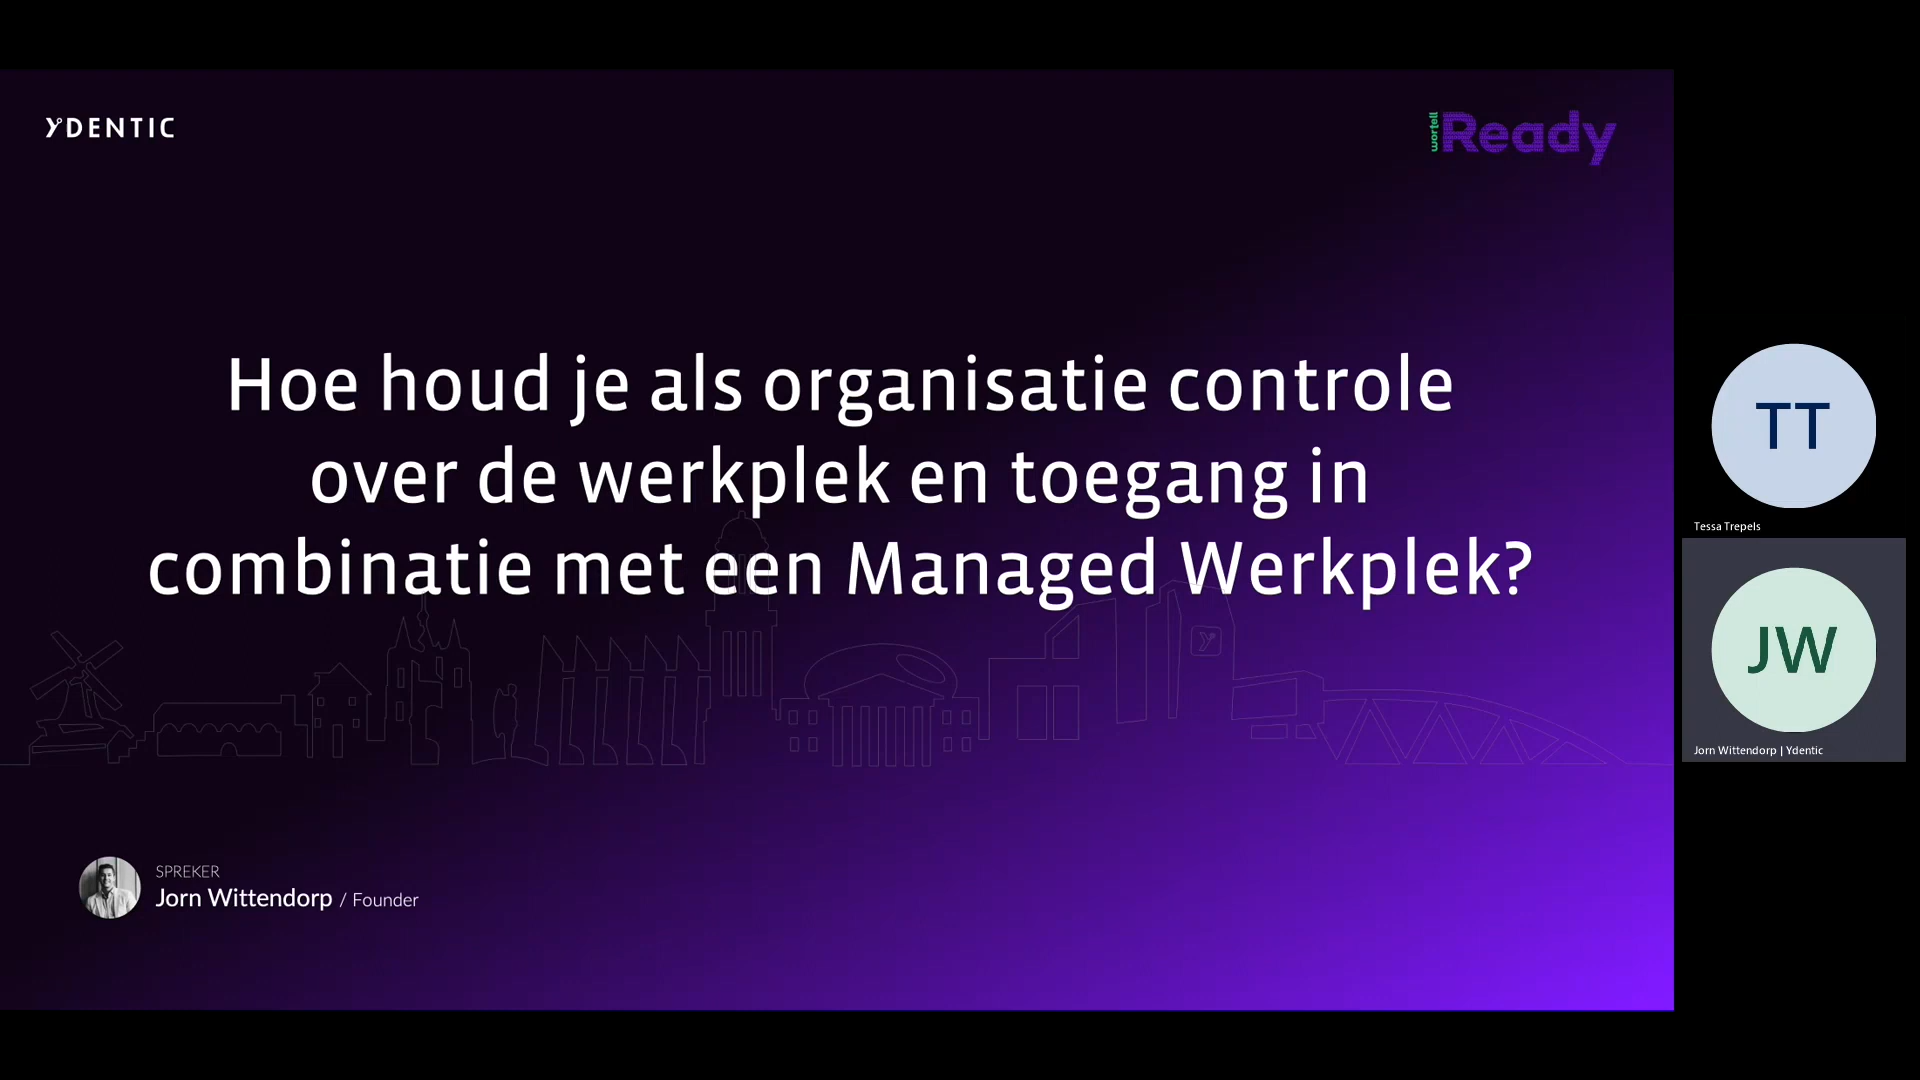 YDENTIC
wortell
Ready
Hoe houd je als organisatie controle
over de werkplek en toegang in
combinatie met een Managed Werkplek?
SPREKER
Jorn Wittendorp / Founder
TT
Tessa Trepels
JW
Jorn Wittendorp | Ydentic